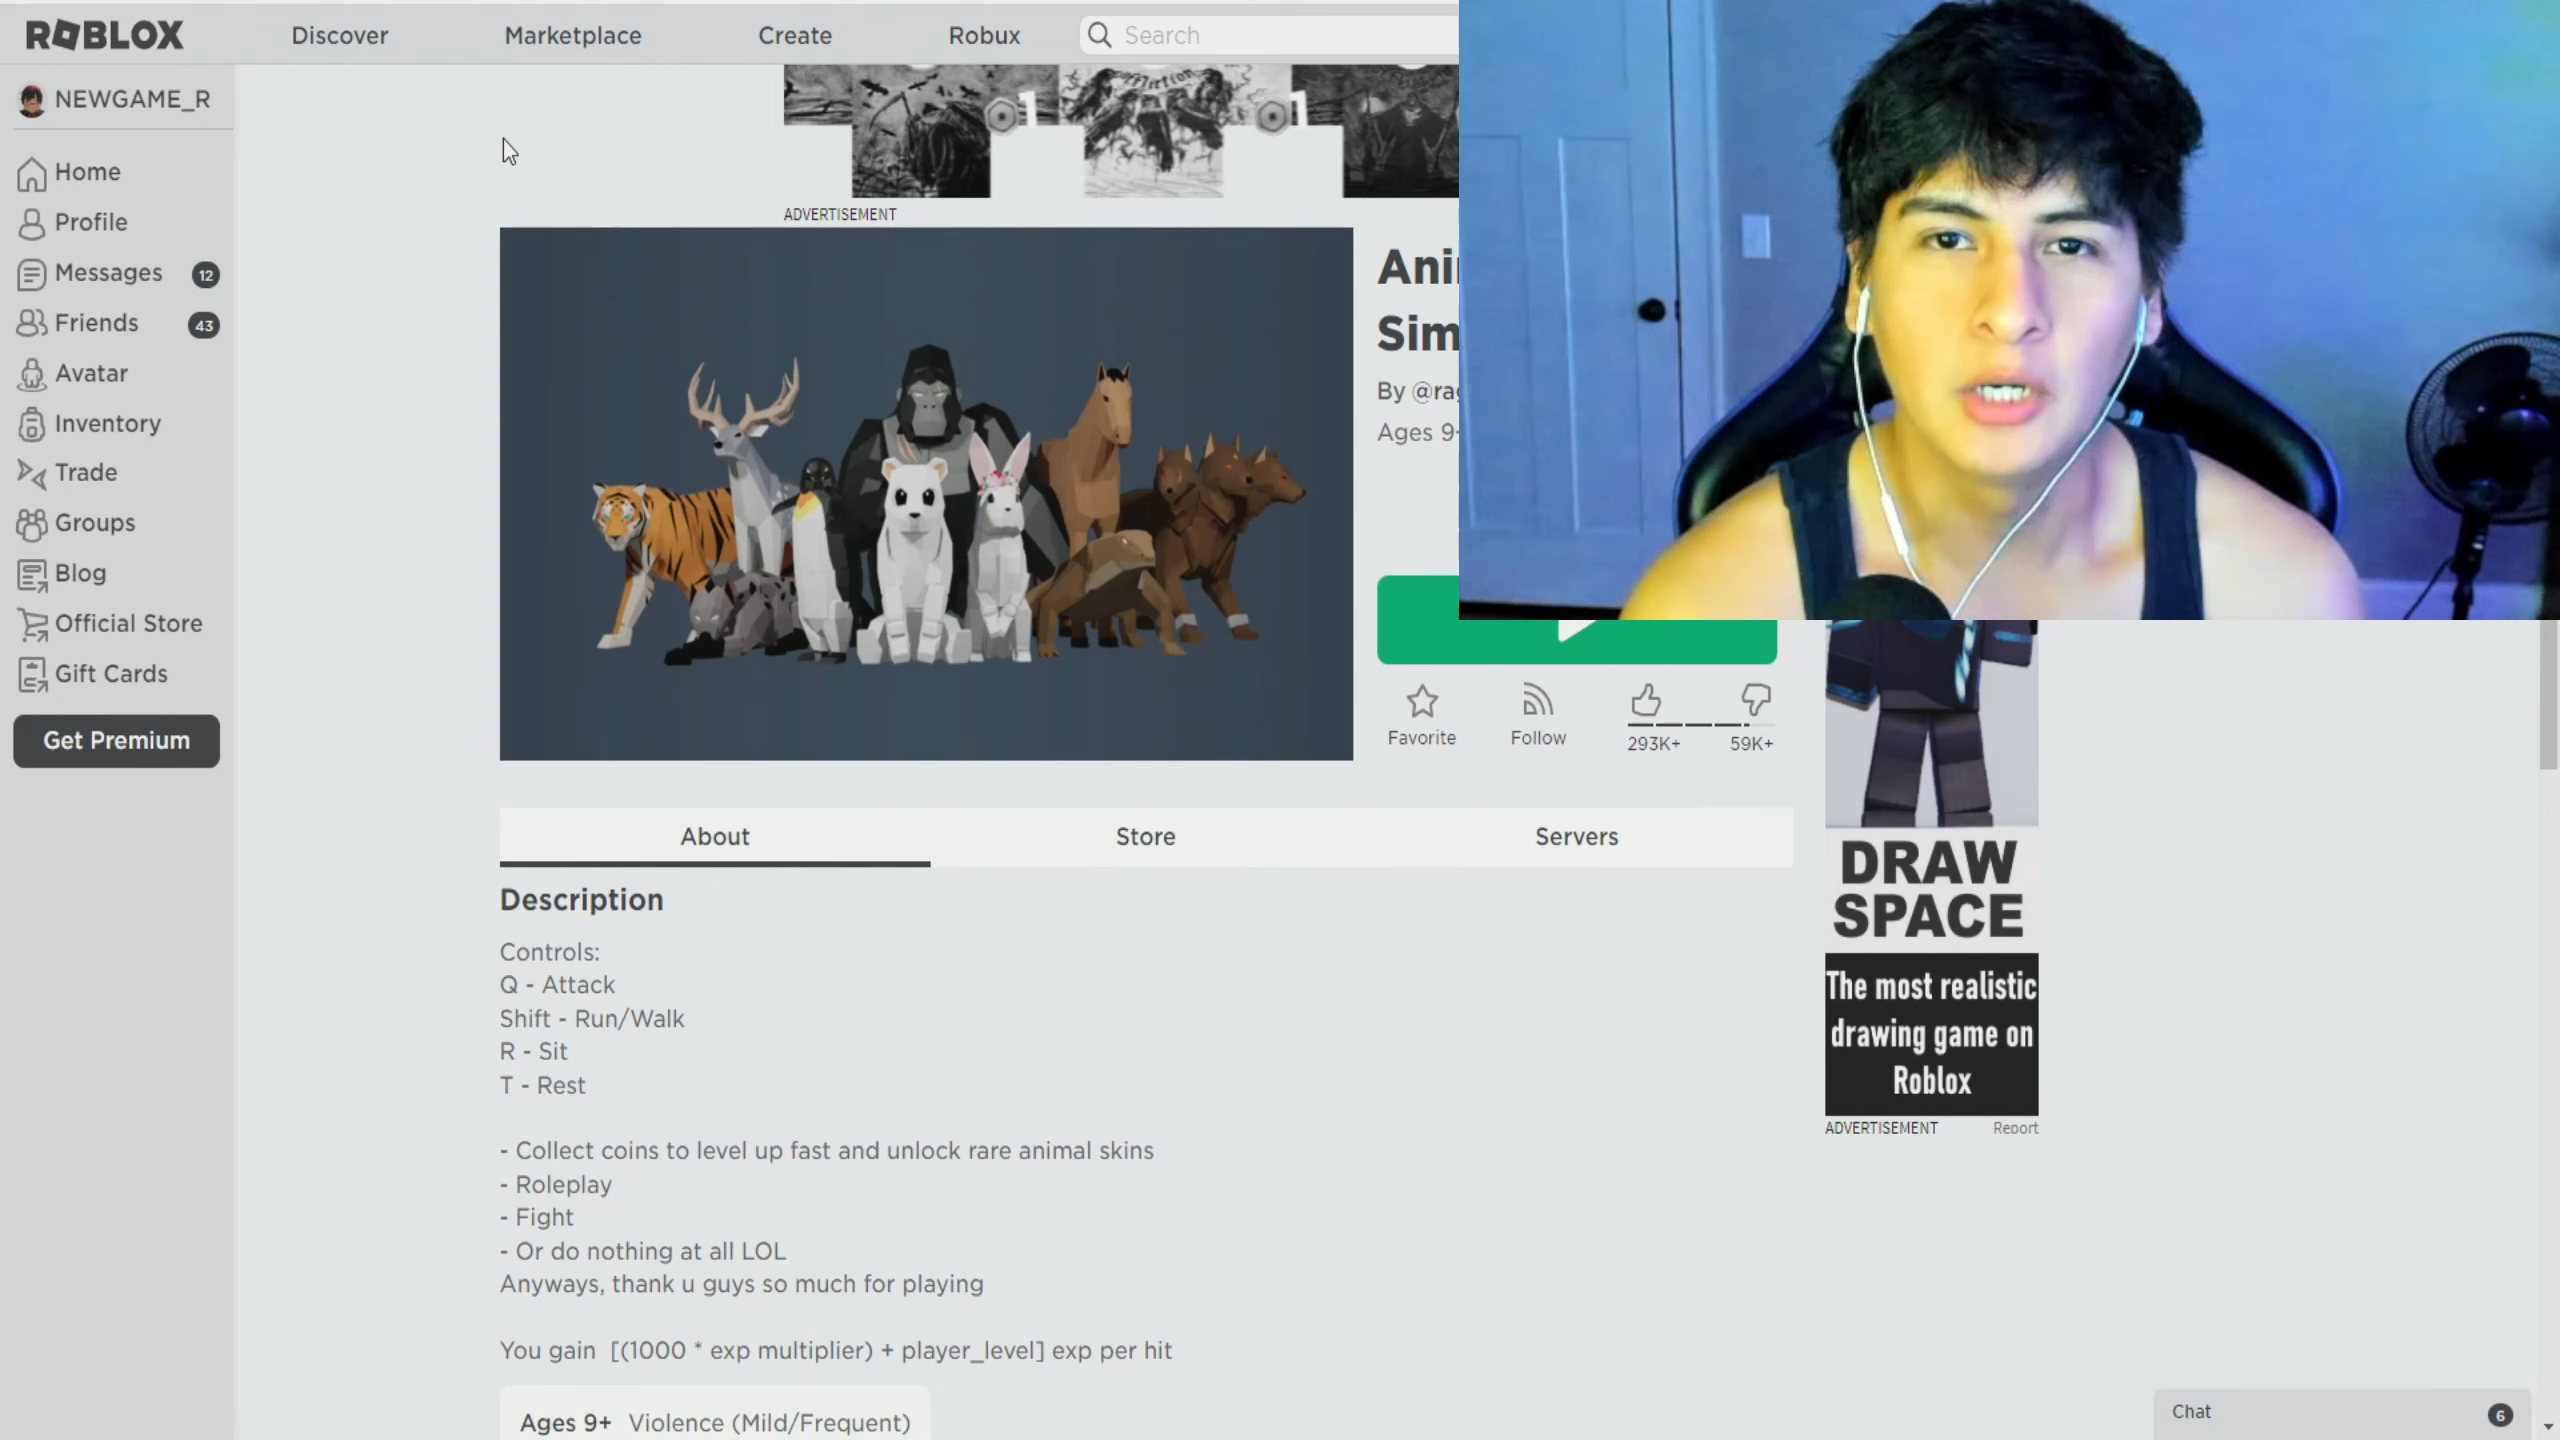 ROBLOX
Discover
Marketplace
Create
Robux
Search
NEWGAME_R
Home
Profile
Messages
12
Friends
43
Avatar
Inventory
Trade
Groups
Blog
Official Store
Gift Cards
Get Premium
Affliction
1
1
ADVERTISEMENT
Ani
Sim
By @rag
Ages 9+
Favorite
Follow
293K+
59K+
About
Store
Servers
Description
Controls:
Q - Attack
Shift - Run/Walk
R - Sit
T - Rest
- Collect coins to level up fast and unlock rare animal skins
- Roleplay
- Fight
- Or do nothing at all LOL
Anyways, thank u guys so much for playing
You gain  [(1000 * exp multiplier) + player_level] exp per hit
Ages 9+ Violence (Mild/Frequent)
DRAW
SPACE
The most realistic
drawing game on
Roblox
ADVERTISEMENT
Report
Chat
6